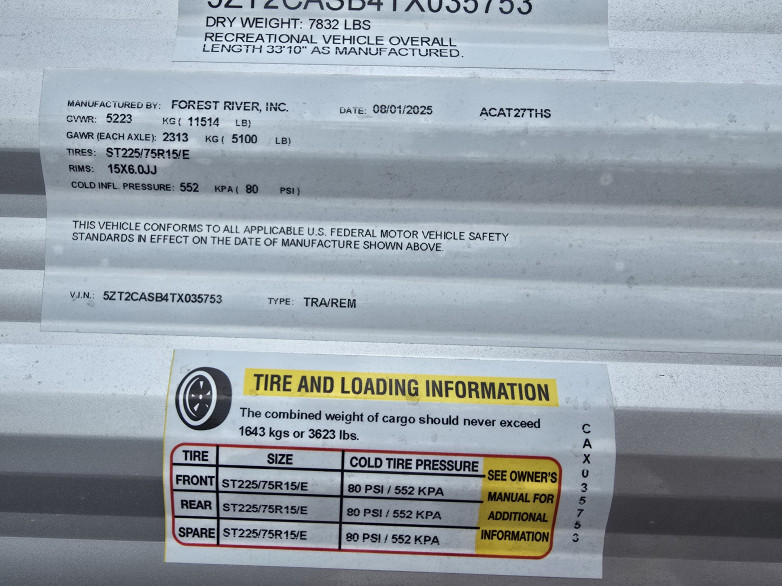 5ZT2CASB4TX035753
DRY WEIGHT: 7832 LBS
RECREATIONAL VEHICLE OVERALL
LENGTH 33'10" AS MANUFACTURED.
MANUFACTURED BY: FOREST RIVER, INC. DATE: 08/01/2025 ACAT27THS
GVWR: 5223 KG ( 11514 LB)
GAWR (EACH AXLE): 2313 KG ( 5100 LB)
TIRES: ST225/75R15/E
RIMS: 15X6.0JJ
COLD INFL. PRESSURE: 552 KPA ( 80 PSI )
THIS VEHICLE CONFORMS TO ALL APPLICABLE U.S. FEDERAL MOTOR VEHICLE SAFETY
STANDARDS IN EFFECT ON THE DATE OF MANUFACTURE SHOWN ABOVE.
V.I.N.: 5ZT2CASB4TX035753 TYPE: TRA/REM
TIRE AND LOADING INFORMATION
The combined weight of cargo should never exceed
1643 kgs or 3623 lbs.
TIRE SIZE COLD TIRE PRESSURE SEE OWNER'S
FRONT ST225/75R15/E 80 PSI / 552 KPA MANUAL FOR
REAR ST225/75R15/E 80 PSI / 552 KPA ADDITIONAL
SPARE ST225/75R15/E 80 PSI / 552 KPA INFORMATION
CAX035753